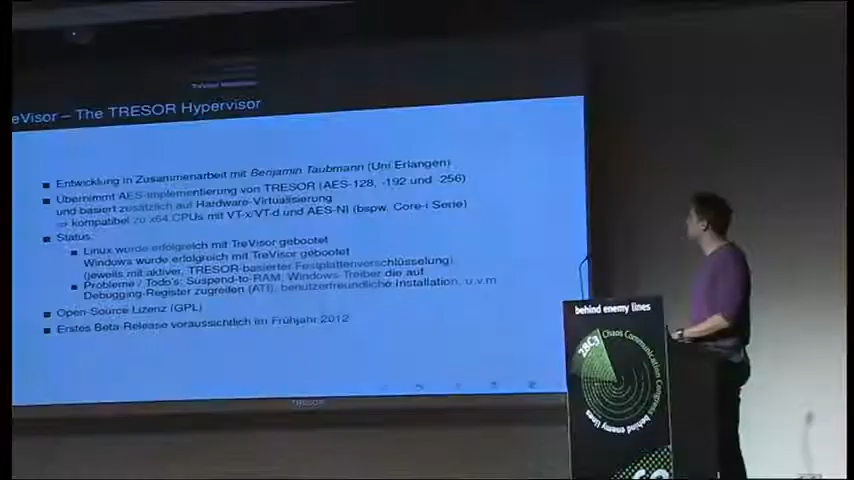 eVisor – The TRESOR Hypervisor
Entwicklung in Zusammenarbeit mit Benjamin Taubmann (Uni Erlangen)
Übernimmt AES-Implementierung von TRESOR (AES-128, -192 und -256)
und basiert zusätzlich auf Hardware-Virtualisierung
⇒ kompatibel zu x64 CPUs mit VT-x/VT-d und AES-NI (bspw. Core-i Serie)
Status:
Linux wurde erfolgreich mit TreVisor gebootet
Windows wurde erfolgreich mit TreVisor gebootet
(jeweils mit aktiver, TRESOR-basierter Festplattenverschlüsselung)
Probleme / Todo's: Suspend-to-RAM, Windows-Treiber die auf
Debugging-Register zugreifen (ATI), benutzerfreundliche Installation, u.v.m
Open-Source Lizenz (GPL)
Erstes Beta-Release voraussichtlich im Frühjahr 2012
TRESOR
behind enemy lines
28C3 Chaos Communication Congress
behind enemy lines